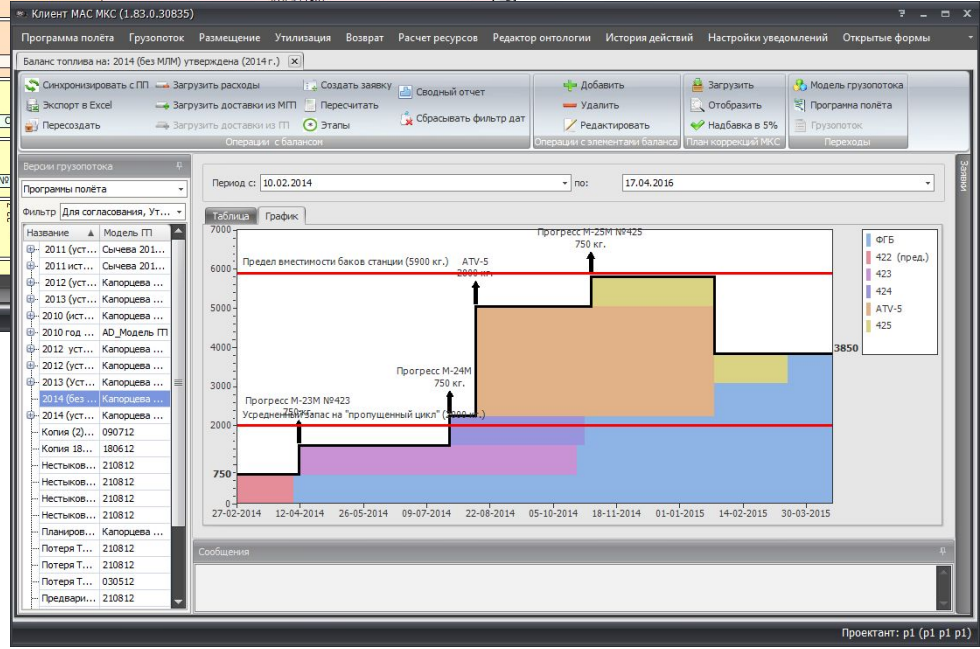 Клиент МАС МКС (1.83.0.30835)
Программа полёта Грузопоток Размещение Утилизация Возврат Расчет ресурсов Редактор онтологии История действий Настройки уведомлений Открытые формы
Баланс топлива на: 2014 (без МЛМ) утверждена (2014 г.)
Синхронизировать с ПП Загрузить расходы Создать заявку Сводный отчет Добавить Загрузить Модель грузопотока
Экспорт в Excel Загрузить доставки из МГП Пересчитать Удалить Отобразить Программа полёта
Пересоздать Загрузить доставки из ГП Этапы Сбрасывать фильтр дат Редактировать Надбавка в 5% Грузопоток
Операции с балансом Операции с элементами баланса План коррекций МКС Переходы
Версии грузопотока
Заявки
Программы полёта
Фильтр Для согласования, Ут...
Название Модель ГП
2011 (уст... Сычева 201...
2011 ист... Сычева 201...
2012 (уст... Капорцева ...
2013 (уст... Капорцева ...
2010 (ист... Капорцева ...
2010 год ... AD_Модель ГП
2012 уст... Капорцева ...
2012 (уст... Капорцева ...
2013 (Уст... Капорцева ...
2014 (без ... Капорцева ...
2014 (уст... Капорцева ...
Копия (2)... 090712
Копия 18... 180612
Нестыков... 210812
Нестыков... 210812
Нестыков... 210812
Планиров... Капорцева ...
Потеря Т... 210812
Потеря Т... 210812
Потеря Т... 030512
Предвари... 210812
Период с: 10.02.2014 по: 17.04.2016
Таблица График
7000
6000
5000
4000
3000
2000
750
0
Прогресс М-25М №425
750 кг.
Предел вместимости баков станции (5900 кг.)
ATV-5
Прогресс М-24М
750 кг.
Прогресс М-23М №423
750 кг.
Усредненный запас на "пропущенный цикл"
3850
27-02-2014 12-04-2014 26-05-2014 09-07-2014 22-08-2014 05-10-2014 18-11-2014 01-01-2015 14-02-2015 30-03-2015
ФГБ
422 (пред.)
423
424
ATV-5
425
Сообщения
Проектант: p1 (p1 p1 p1)